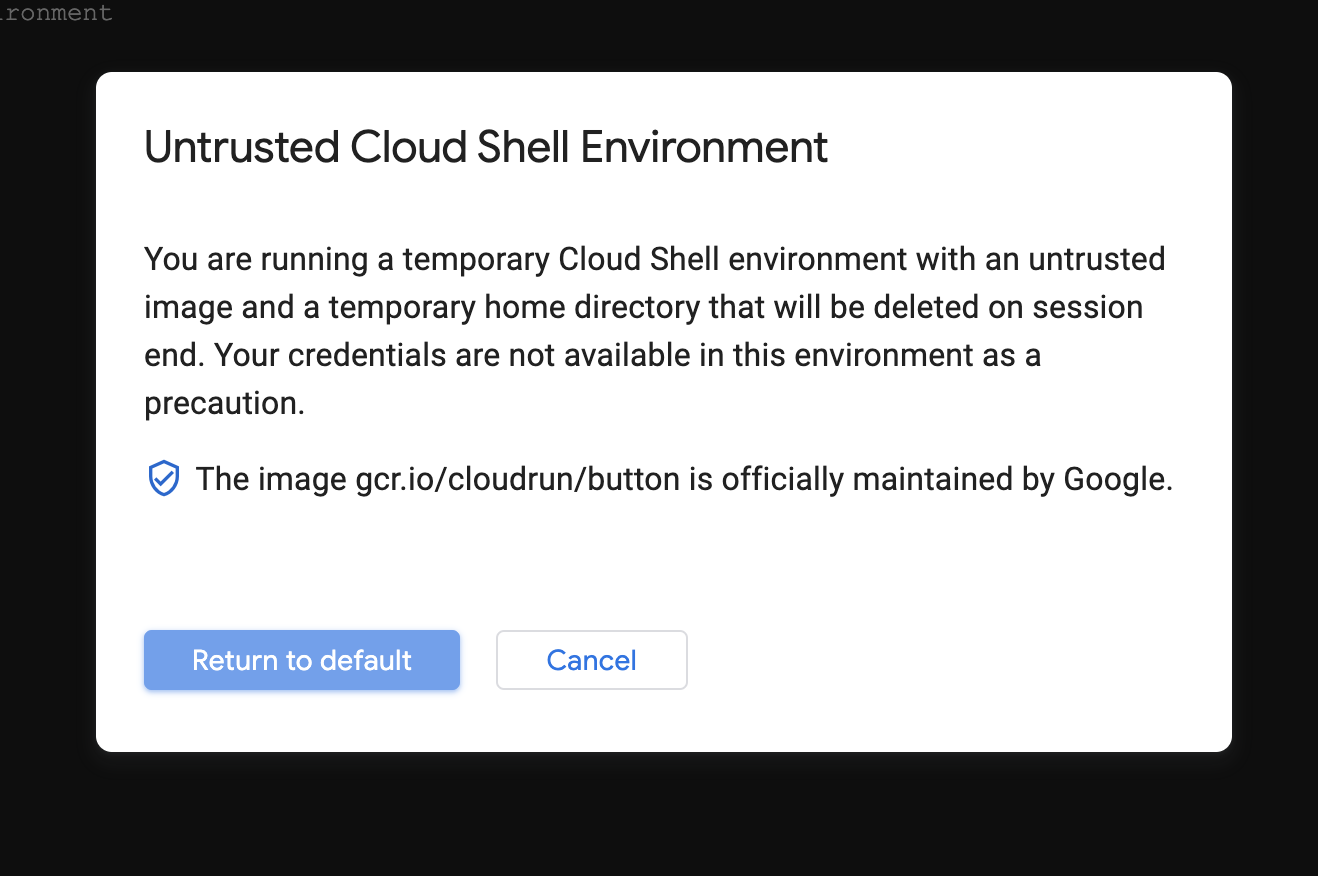 ronment
Untrusted Cloud Shell Environment
You are running a temporary Cloud Shell environment with an untrusted
image and a temporary home directory that will be deleted on session
end. Your credentials are not available in this environment as a
precaution.
The image gcr.io/cloudrun/button is officially maintained by Google.
Return to default
Cancel